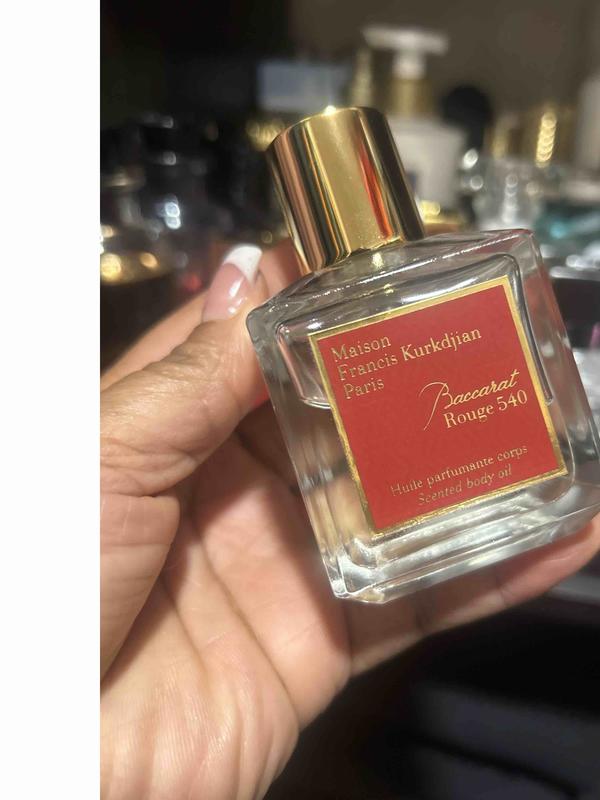 Maison
Francis Kurkdjian
Paris
Baccarat
Rouge 540
Huile parfumante corps
Scented body oil